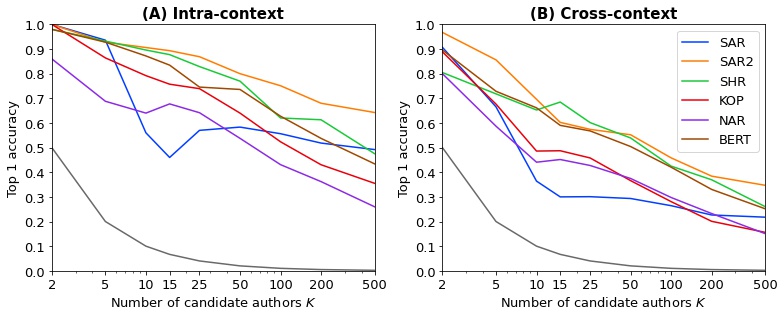 (A) Intra-context
Top 1 accuracy
1.0
0.9
0.8
0.7
0.6
0.5
0.4
0.3
0.2
0.1
0.0
2 5 10 15 25 50 100 200 500
Number of candidate authors K
(B) Cross-context
Top 1 accuracy
1.0
0.9
0.8
0.7
0.6
0.5
0.4
0.3
0.2
0.1
0.0
SAR
SAR2
SHR
KOP
NAR
BERT
2 5 10 15 25 50 100 200 500
Number of candidate authors K